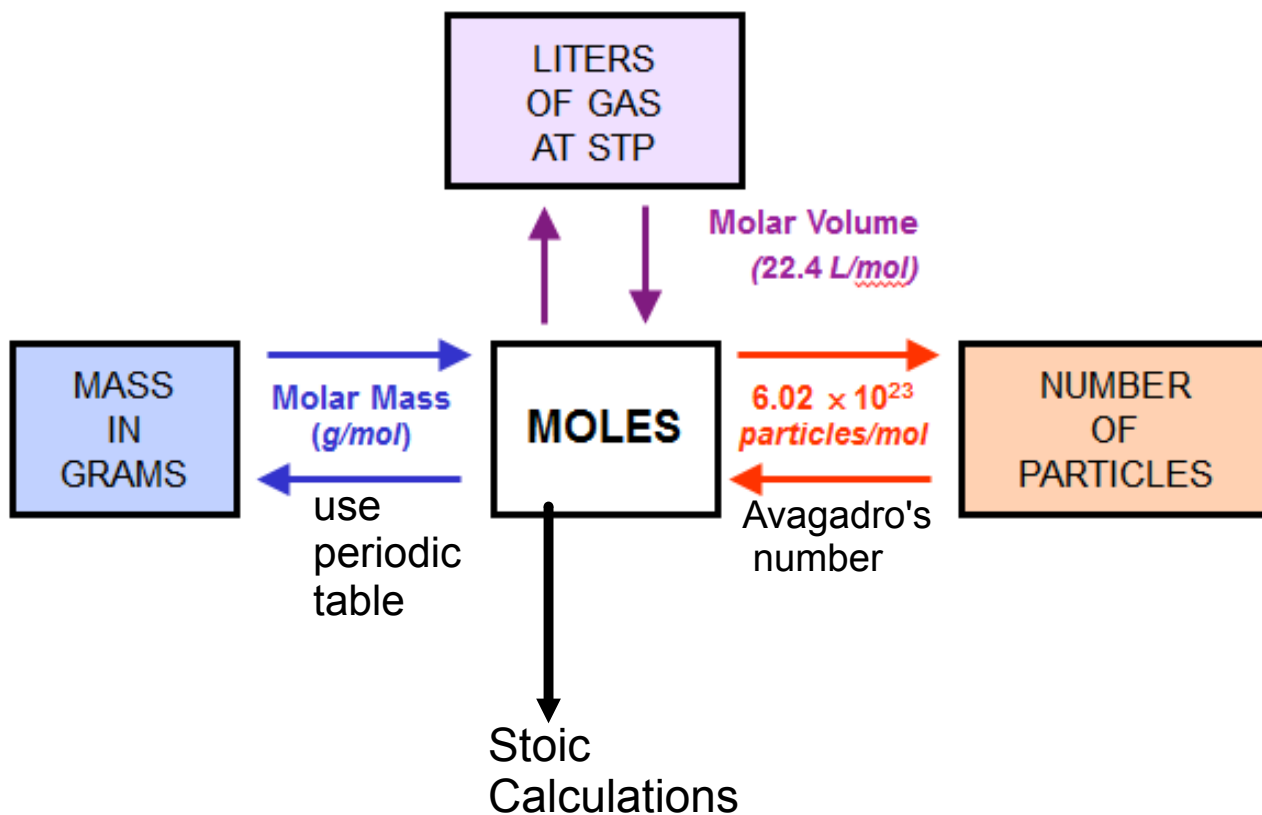 LITERS
OF GAS
AT STP
Molar Volume
(22.4 L/mol)
MASS
IN
GRAMS
Molar Mass
(g/mol)
use
periodic
table
MOLES
6.02 × 10²³
particles/mol
Avagadro's
number
NUMBER
OF
PARTICLES
Stoic
Calculations